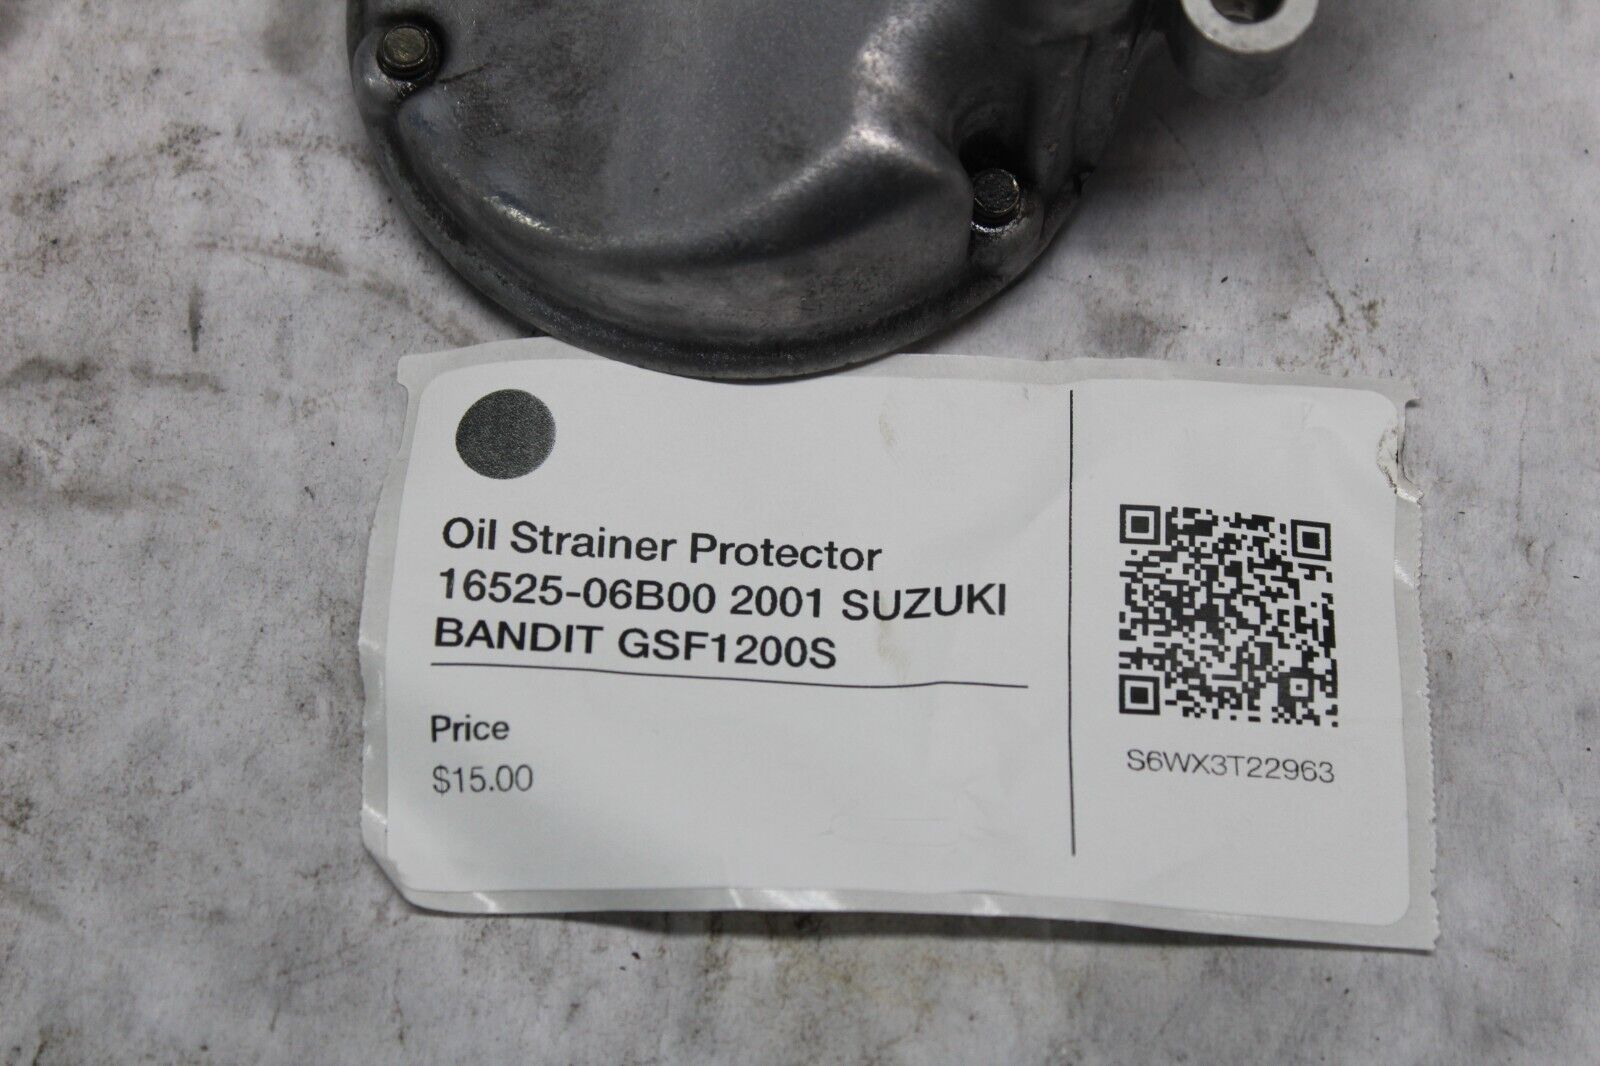 Oil Strainer Protector
16525-06B00 2001 SUZUKI
BANDIT GSF1200S
Price
$15.00
S6WX3T22963